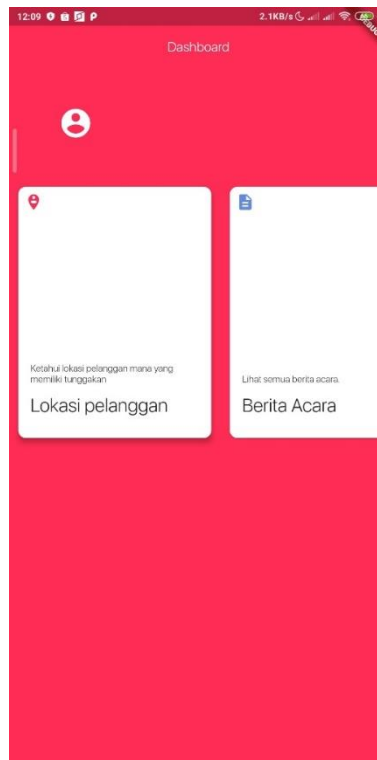 12:09
2.1KB/s
Dashboard
Ketahui lokasi pelanggan mana yang
memiliki tunggakan
Lokasi pelanggan
Lihat semua berita acara.
Berita Acara